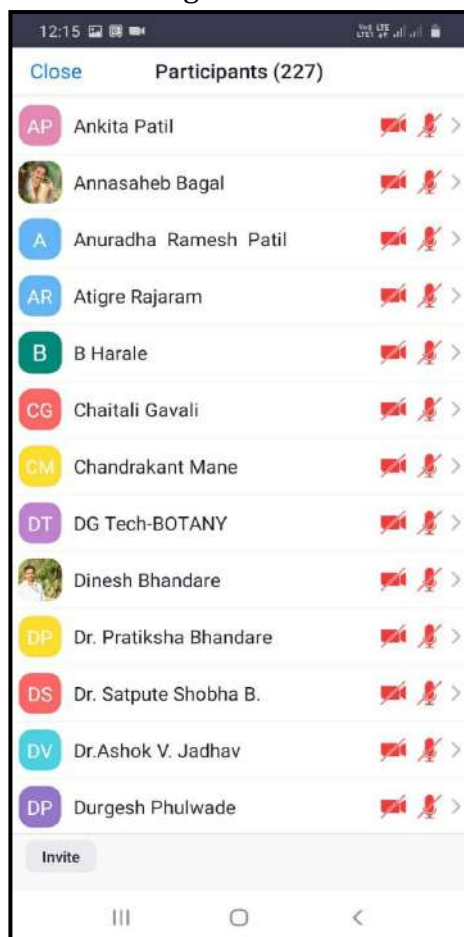 12:15
Close Participants (227)
AP Ankita Patil
Annasaheb Bagal
A Anuradha Ramesh Patil
AR Atigre Rajaram
B B Harale
CG Chaitali Gavali
CM Chandrakant Mane
DT DG Tech-BOTANY
Dinesh Bhandare
DP Dr. Pratiksha Bhandare
DS Dr. Satpute Shobha B.
DV Dr.Ashok V. Jadhav
DP Durgesh Phulwade
Invite